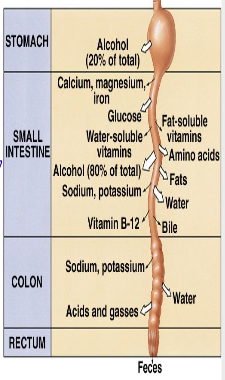 STOMACH
Alcohol
(20% of total)
Calcium, magnesium,
iron
Glucose
Fat-soluble
vitamins
SMALL
INTESTINE
Water-soluble
vitamins
Amino acids
Alcohol (80% of total)
Fats
Sodium, potassium
Water
Vitamin B-12
Bile
COLON
Sodium, potassium
Water
Acids and gasses
RECTUM
Feces